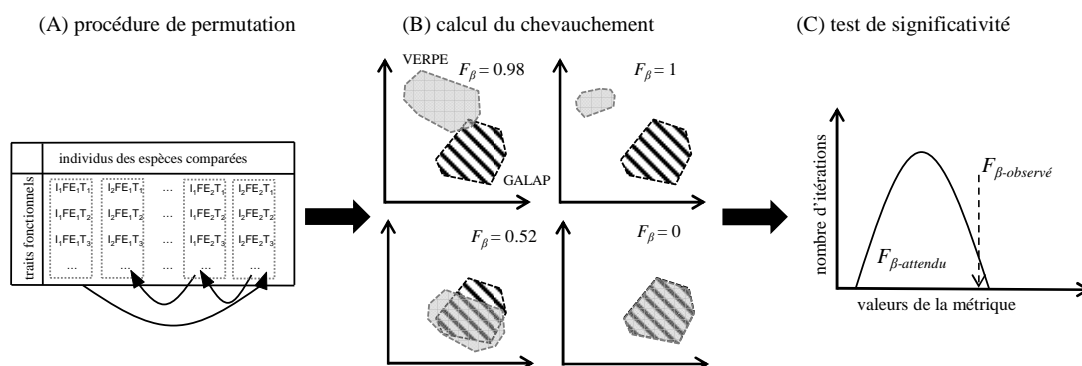 (A) procédure de permutation
individus des espèces comparées
traits fonctionnels
I₁FE₁T₁ I₂FE₁T₁ ... I₁FE₂T₁ I₂FE₂T₁
I₁FE₁T₂ I₂FE₁T₂ ... I₁FE₂T₂ I₂FE₂T₂
I₁FE₁T₃ I₂FE₁T₃ ... I₁FE₂T₃ I₂FE₂T₃
... ... ... ...
(B) calcul du chevauchement
VERPE
Fβ = 0.98
GALAP
Fβ = 1
Fβ = 0.52
Fβ = 0
(C) test de significativité
nombre d'itérations
Fβ-observé
Fβ-attendu
valeurs de la métrique